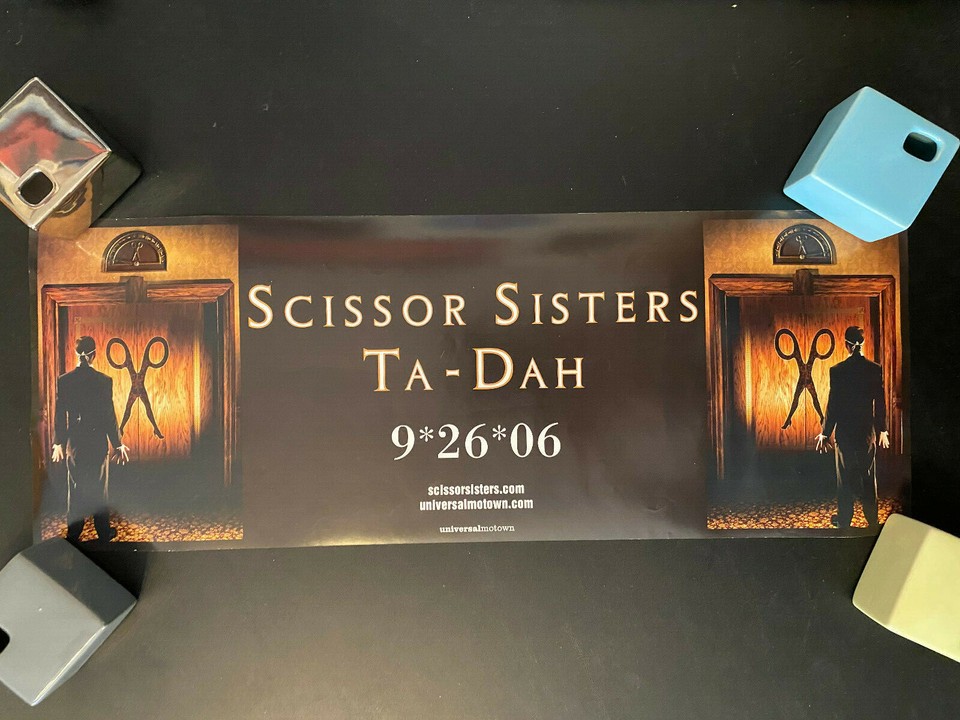 Scissor Sisters
Ta-Dah
9*26*06
scissorsisters.com
universalmotown.com
universalmotown